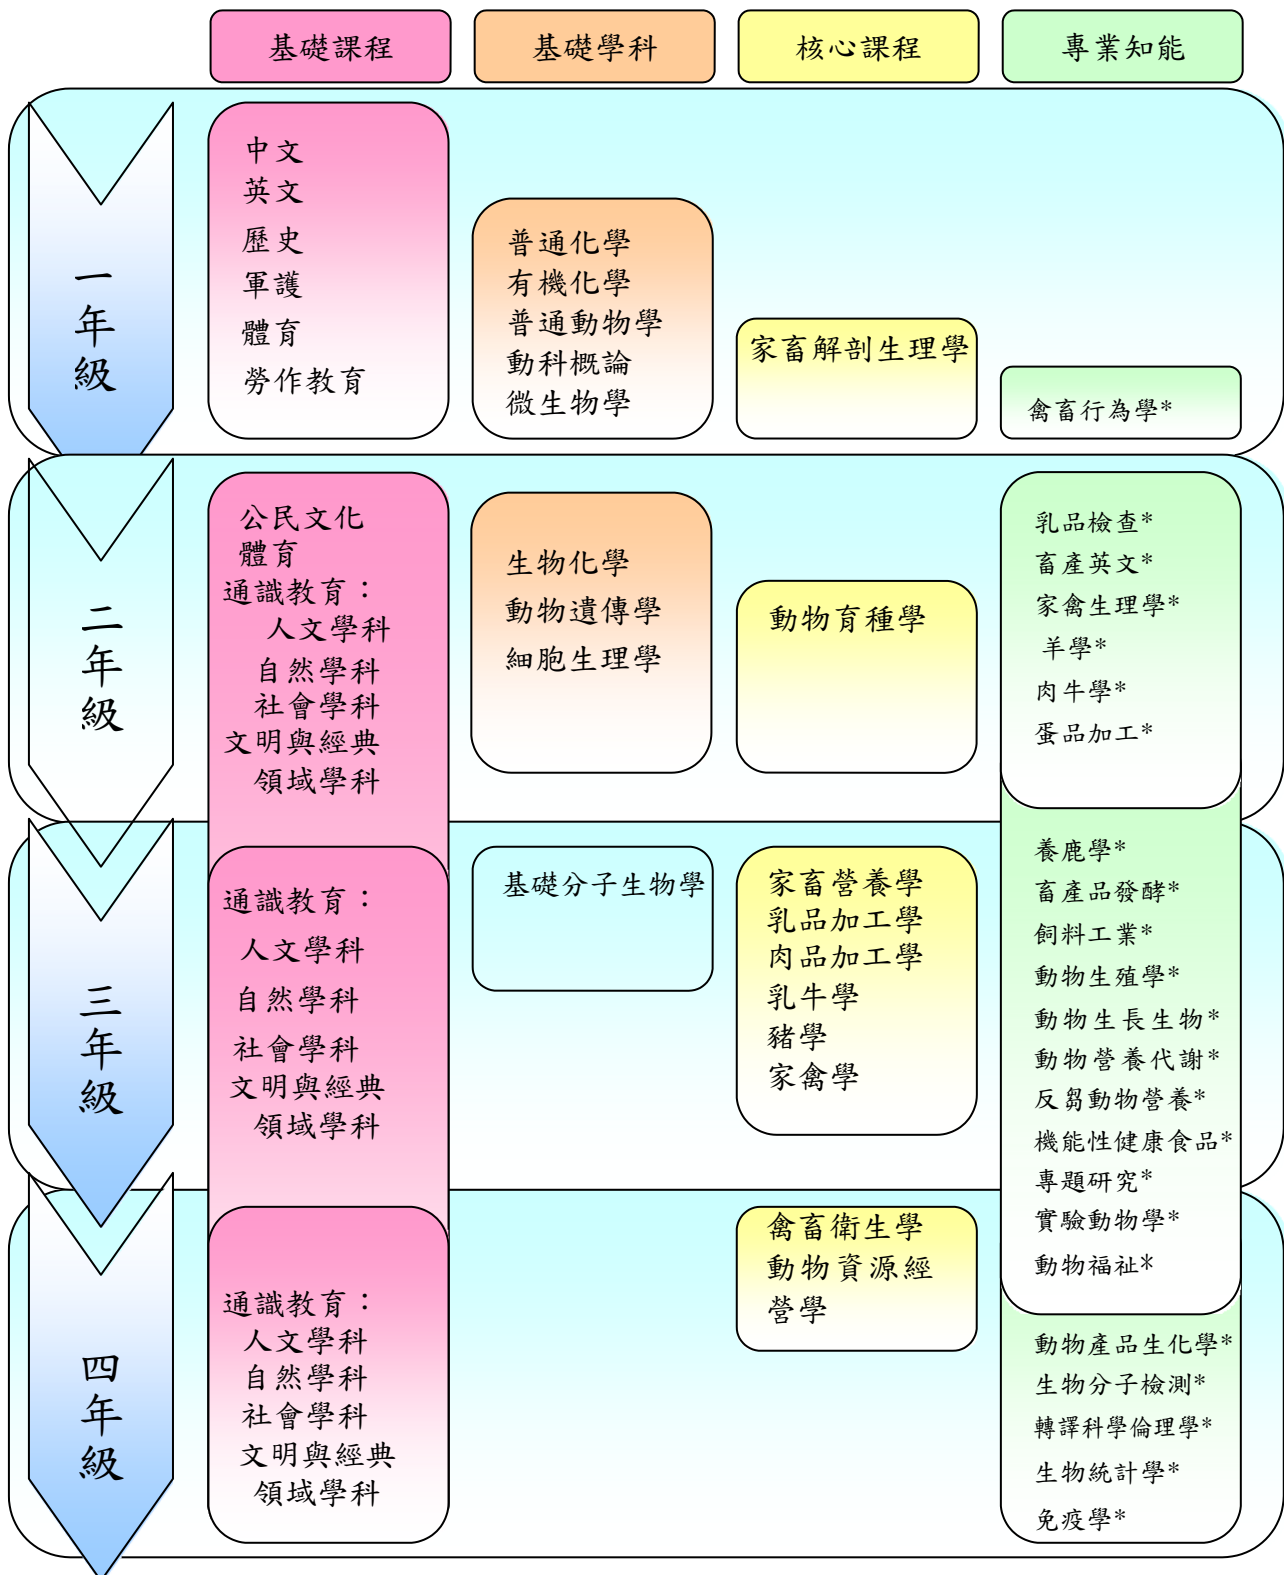 基礎課程
基礎學科
核心課程
專業知能
一年級
中文
英文
歷史
軍護
體育
勞作教育
普通化學
有機化學
普通動物學
動科概論
微生物學
家畜解剖生理學
禽畜行為學*
二年級
公民文化
體育
通識教育：
人文學科
自然學科
社會學科
文明與經典
領域學科
生物化學
動物遺傳學
細胞生理學
動物育種學
乳品檢查*
畜產英文*
家禽生理學*
羊學*
肉牛學*
蛋品加工*
三年級
通識教育：
人文學科
自然學科
社會學科
文明與經典
領域學科
基礎分子生物學
家畜營養學
乳品加工學
肉品加工學
乳牛學
豬學
家禽學
養鹿學*
畜產品發酵*
飼料工業*
動物生殖學*
動物生長生物*
動物營養代謝*
反芻動物營養*
機能性健康食品*
專題研究*
實驗動物學*
動物福祉*
四年級
通識教育：
人文學科
自然學科
社會學科
文明與經典
領域學科
禽畜衛生學
動物資源經
營學
動物產品生化學*
生物分子檢測*
轉譯科學倫理學*
生物統計學*
免疫學*